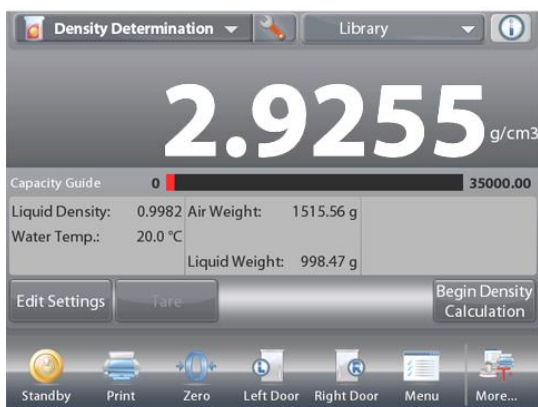 Density Determination Library
2.9255 g/cm3
Capacity Guide 0 35000.00
Liquid Density: 0.9982 Air Weight: 1515.56 g
Water Temp.: 20.0 °C
Liquid Weight: 998.47 g
Edit Settings Tare Begin Density
Calculation
Standby Print Zero Left Door Right Door Menu More...